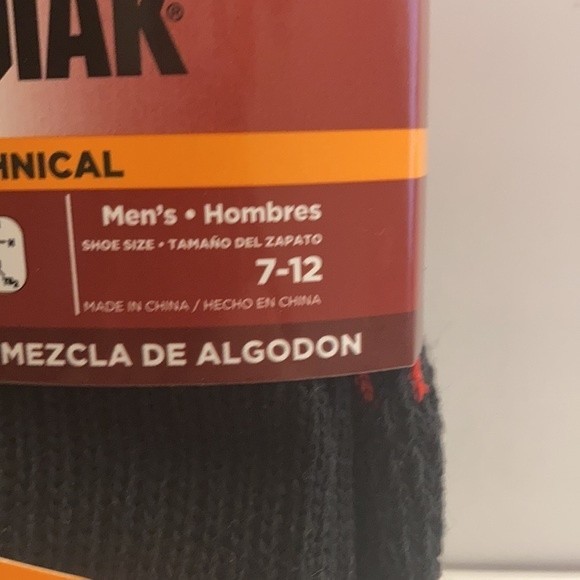 DIAK®
HNICAL
Men's • Hombres
SHOE SIZE • TAMAÑO DEL ZAPATO
7-12
MADE IN CHINA / HECHO EN CHINA
MEZCLA DE ALGODON